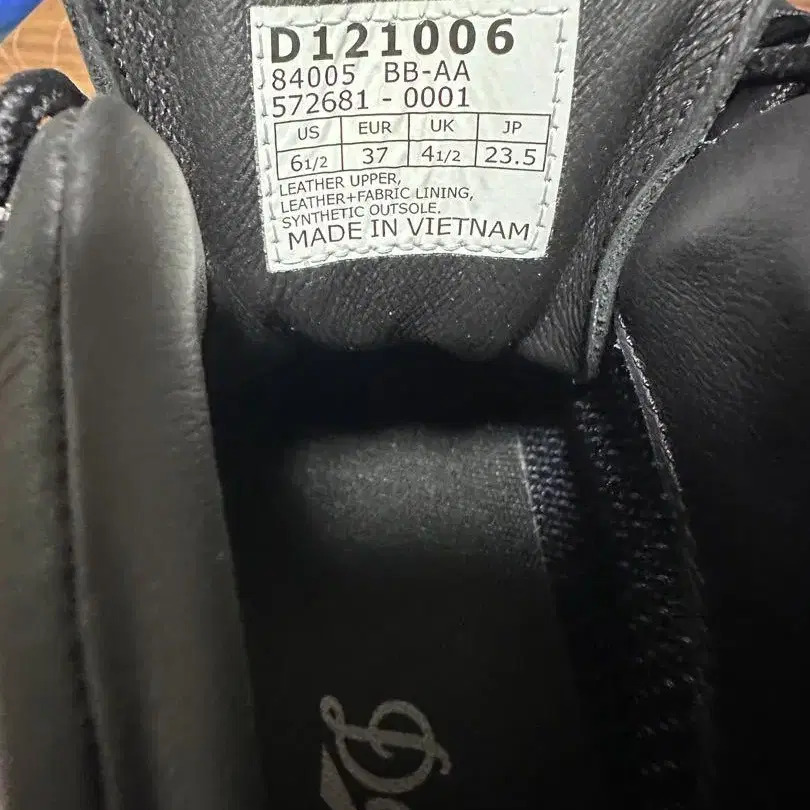 D121006
84005 BB-AA
572681 - 0001
US EUR UK JP
6 1/2 37 4 1/2 23.5
LEATHER UPPER,
LEATHER+FABRIC LINING,
SYNTHETIC OUTSOLE.
MADE IN VIETNAM